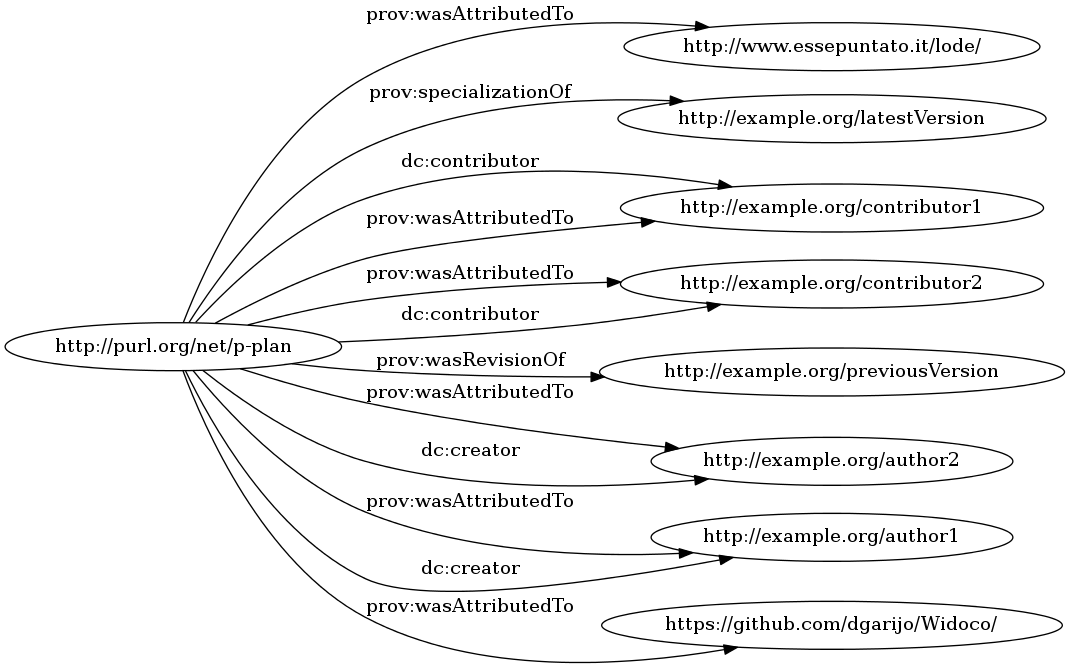 prov:wasAttributedTo
http://www.essepuntato.it/lode/
prov:specializationOf
http://example.org/latestVersion
dc:contributor
http://example.org/contributor1
prov:wasAttributedTo
prov:wasAttributedTo
http://example.org/contributor2
dc:contributor
http://purl.org/net/p-plan
prov:wasRevisionOf
http://example.org/previousVersion
prov:wasAttributedTo
dc:creator
http://example.org/author2
prov:wasAttributedTo
http://example.org/author1
dc:creator
prov:wasAttributedTo
https://github.com/dgarijo/Widoco/